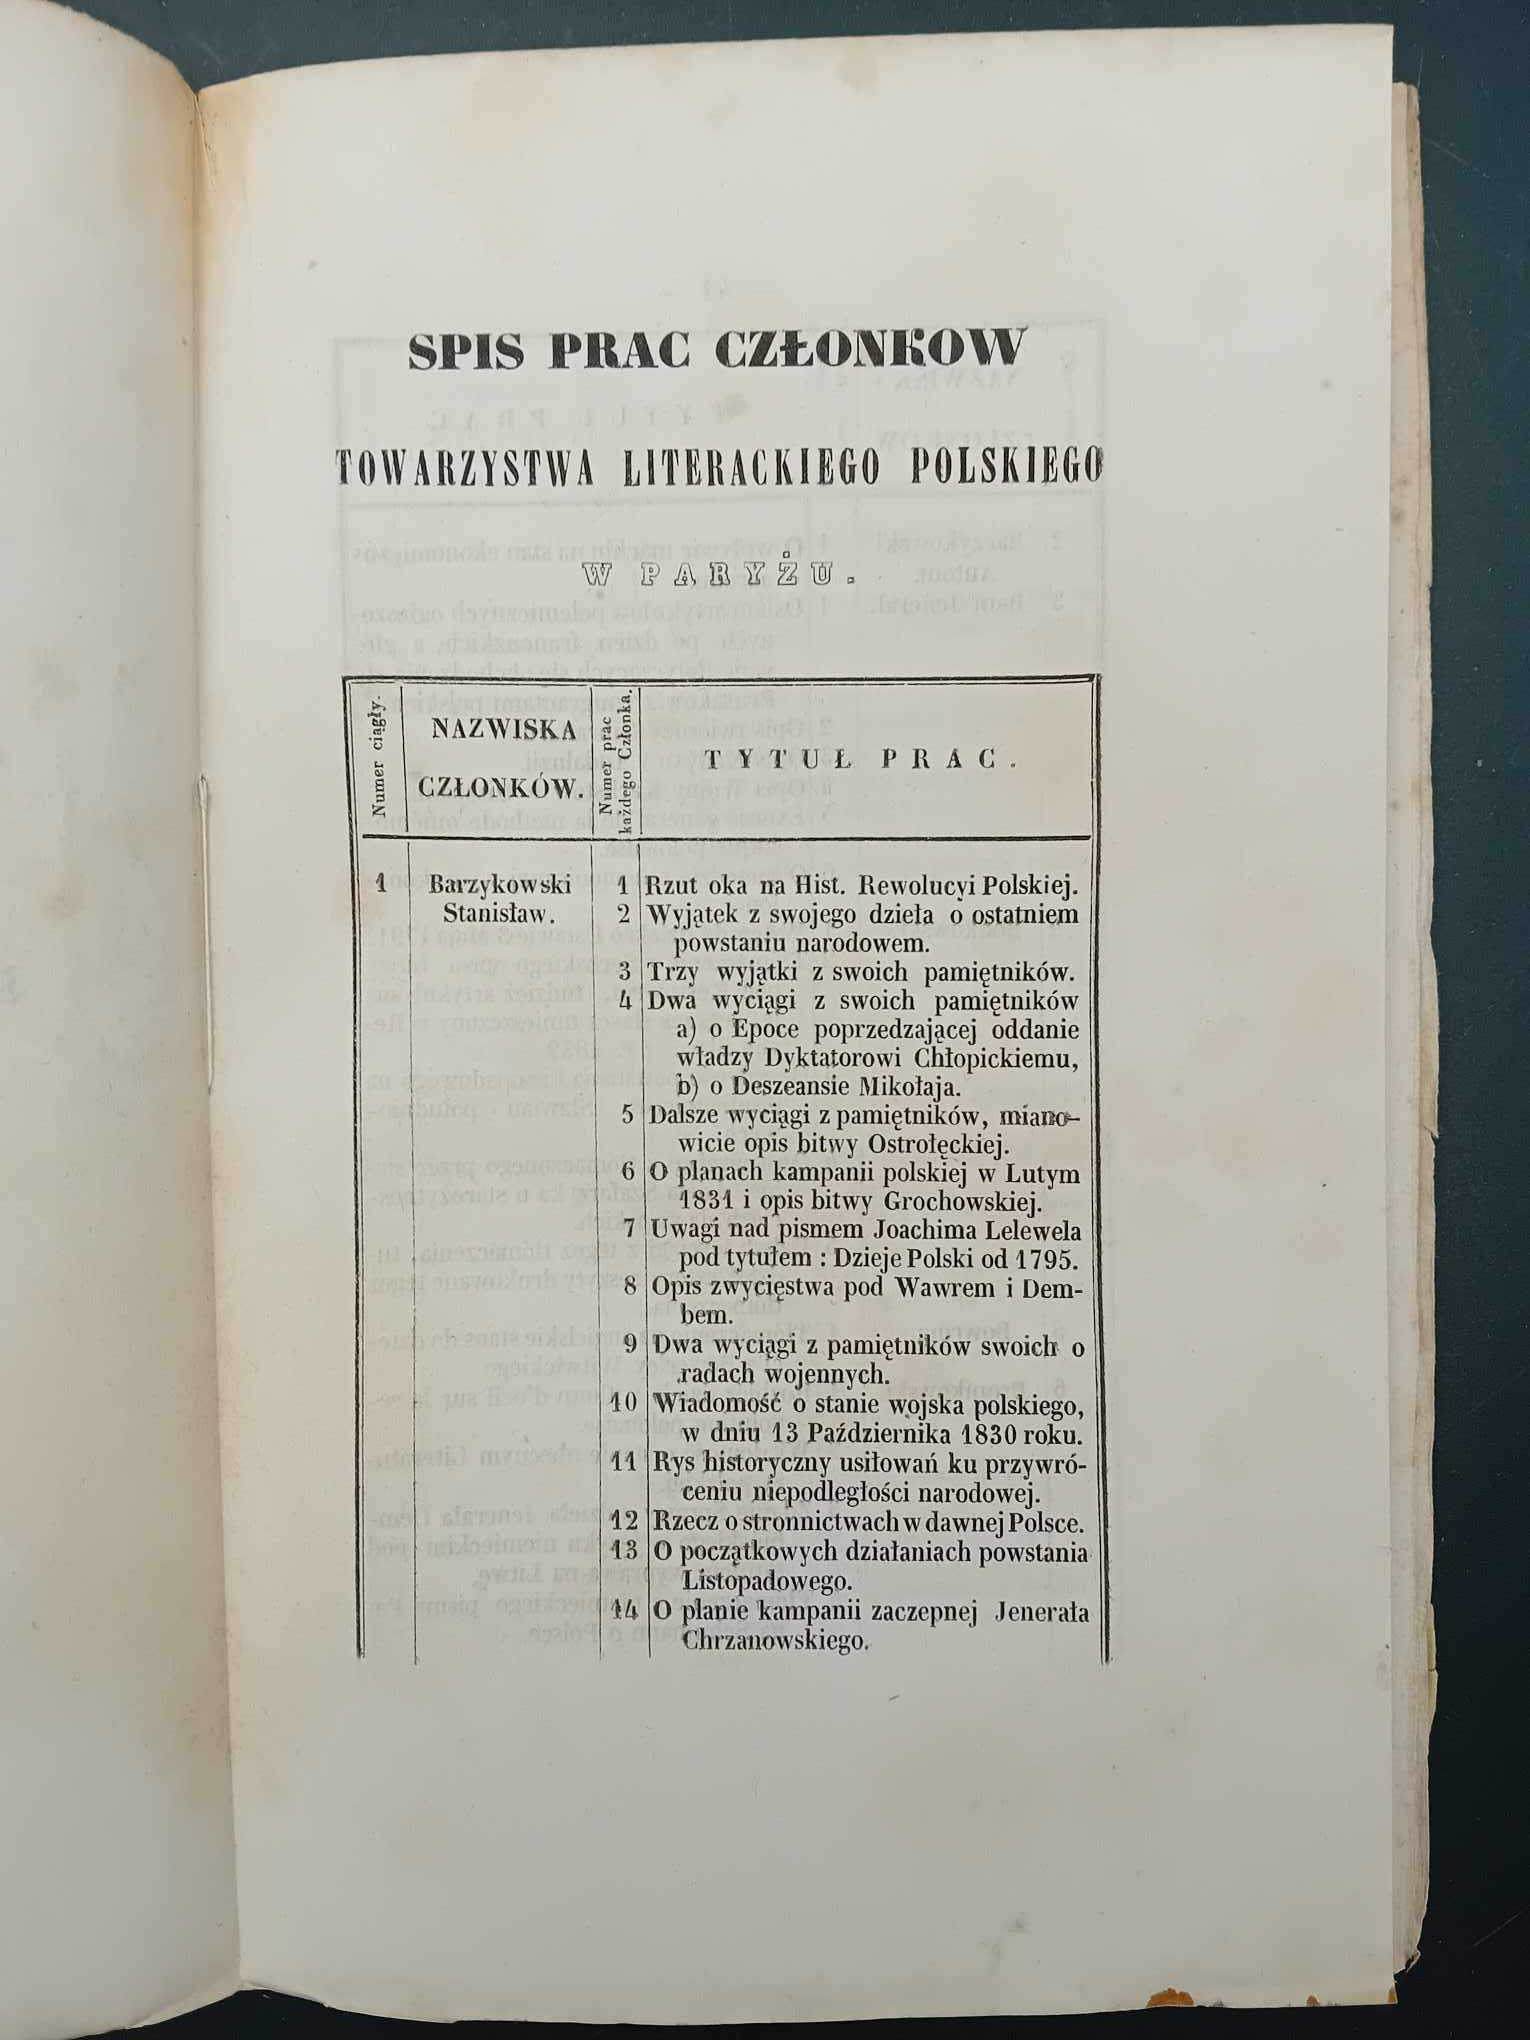 SPIS PRAC CZŁONKOW
TOWARZYSTWA LITERACKIEGO POLSKIEGO
W PARYŻU.
Numer ciągły.
NAZWISKA
CZŁONKÓW.
Numer prac
każdego Członka.
TYTUŁ PRAC.
1 Barzykowski 1 Rzut oka na Hist. Rewolucyi Polskiej.
Stanisław. 2 Wyjątek z swojego dzieła o ostatniem
powstaniu narodowem.
3 Trzy wyjątki z swoich pamiętników.
4 Dwa wyciągi z swoich pamiętników
a) o Epoce poprzedzającej oddanie
władzy Dyktatorowi Chłopickiemu,
b) o Deszeansie Mikołaja.
5 Dalsze wyciągi z pamiętników, miano-
wicie opis bitwy Ostrołęckiej.
6 O planach kampanii polskiej w Lutym
1831 i opis bitwy Grochowskiej.
7 Uwagi nad pismem Joachima Lelewela
pod tytułem : Dzieje Polski od 1795.
8 Opis zwycięstwa pod Wawrem i Dem-
bem.
9 Dwa wyciągi z pamiętników swoich o
radach wojennych.
10 Wiadomość o stanie wojska polskiego,
w dniu 13 Października 1830 roku.
11 Rys historyczny usiłowań ku przywró-
ceniu niepodległości narodowej.
12 Rzecz o stronnictwach w dawnej Polsce.
13 O początkowych działaniach powstania
Listopadowego.
14 O planie kampanii zaczepnej Jenerała
Chrzanowskiego.